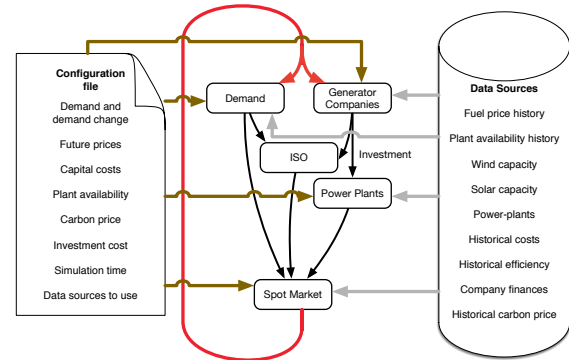 Configuration
file
Demand and
demand change
Future prices
Capital costs
Plant availability
Carbon price
Investment cost
Simulation time
Data sources to use
Demand
Generator
Companies
ISO
Investment
Power Plants
Spot Market
Data Sources
Fuel price history
Plant availability history
Wind capacity
Solar capacity
Power-plants
Historical costs
Historical efficiency
Company finances
Historical carbon price